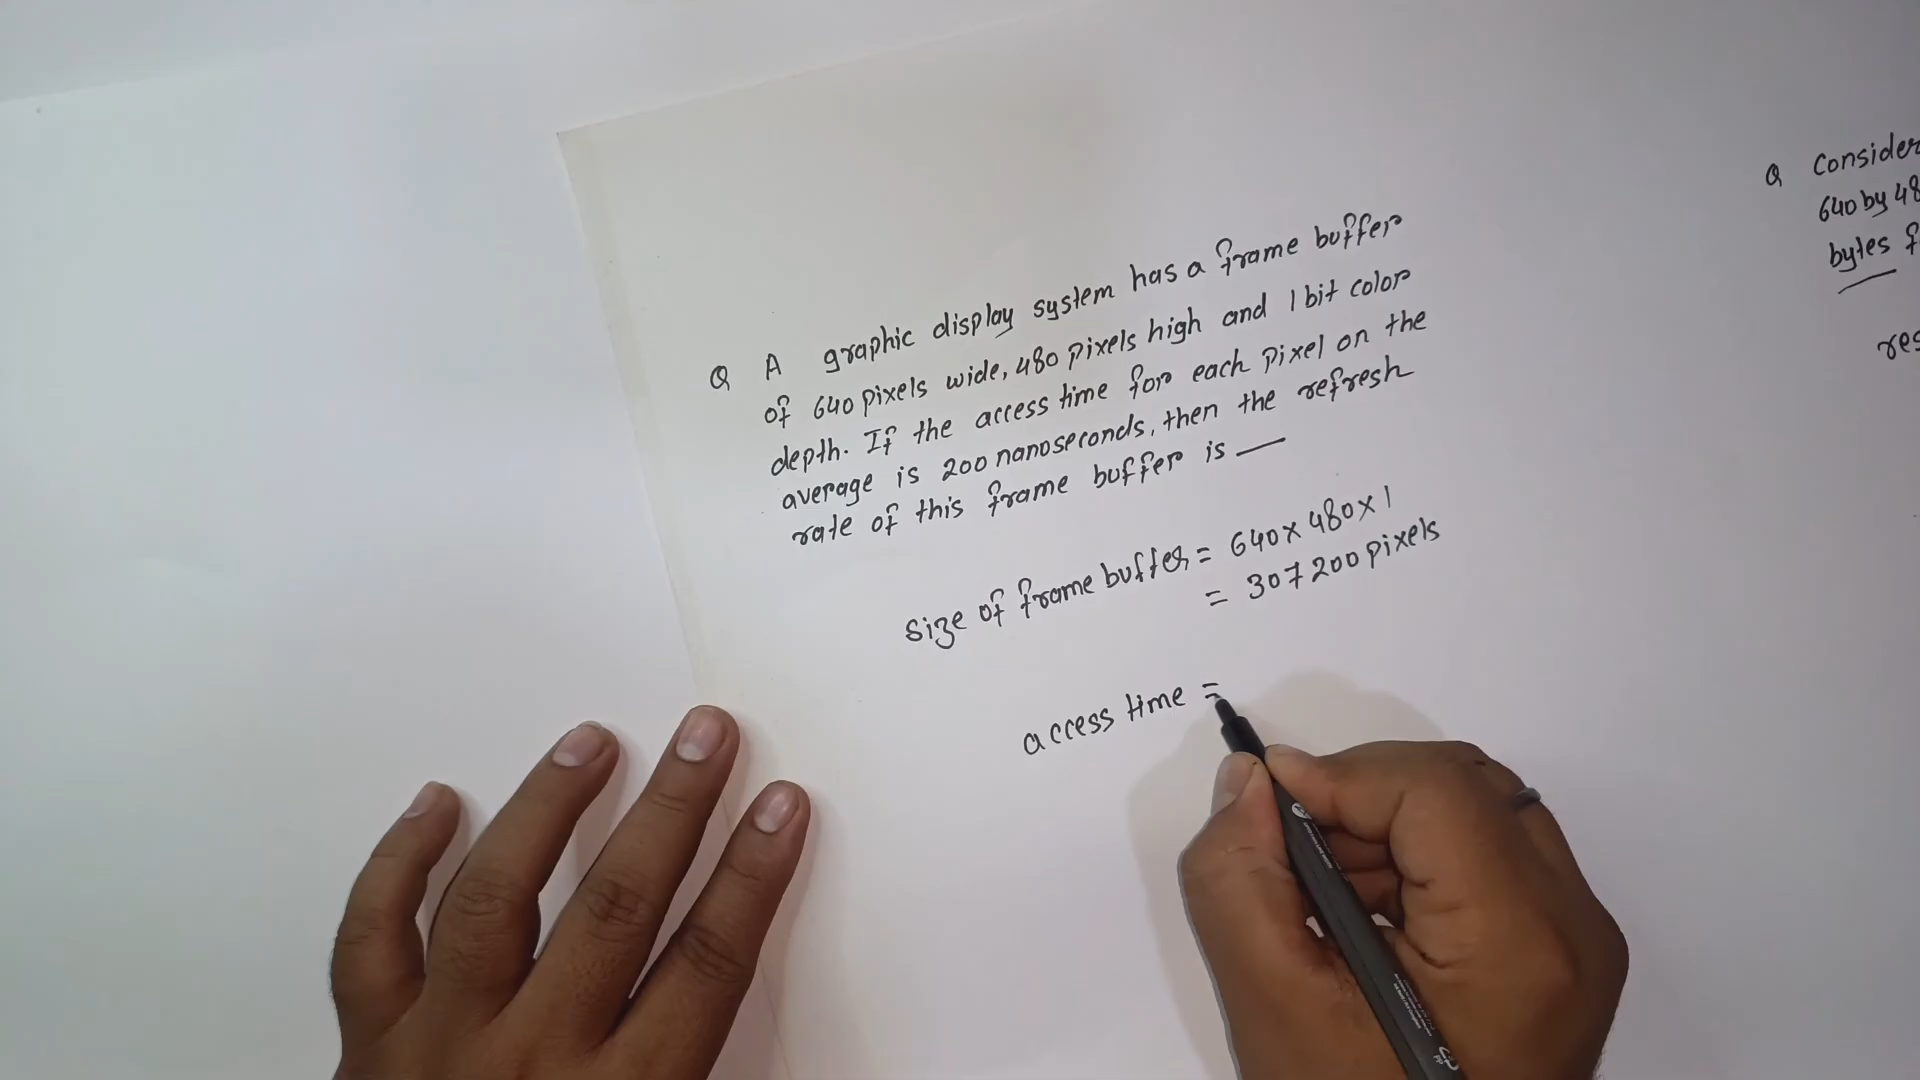 Q A graphic display system has a frame buffer
of 640 pixels wide, 480 pixels high and 1 bit color
depth. If the access time for each pixel on the
average is 200 nanoseconds, then the refresh
rate of this frame buffer is —
size of frame buffer = 640 x 480 x 1
= 307200 pixels
access time =
Q Consider
640 by 48
bytes f
res